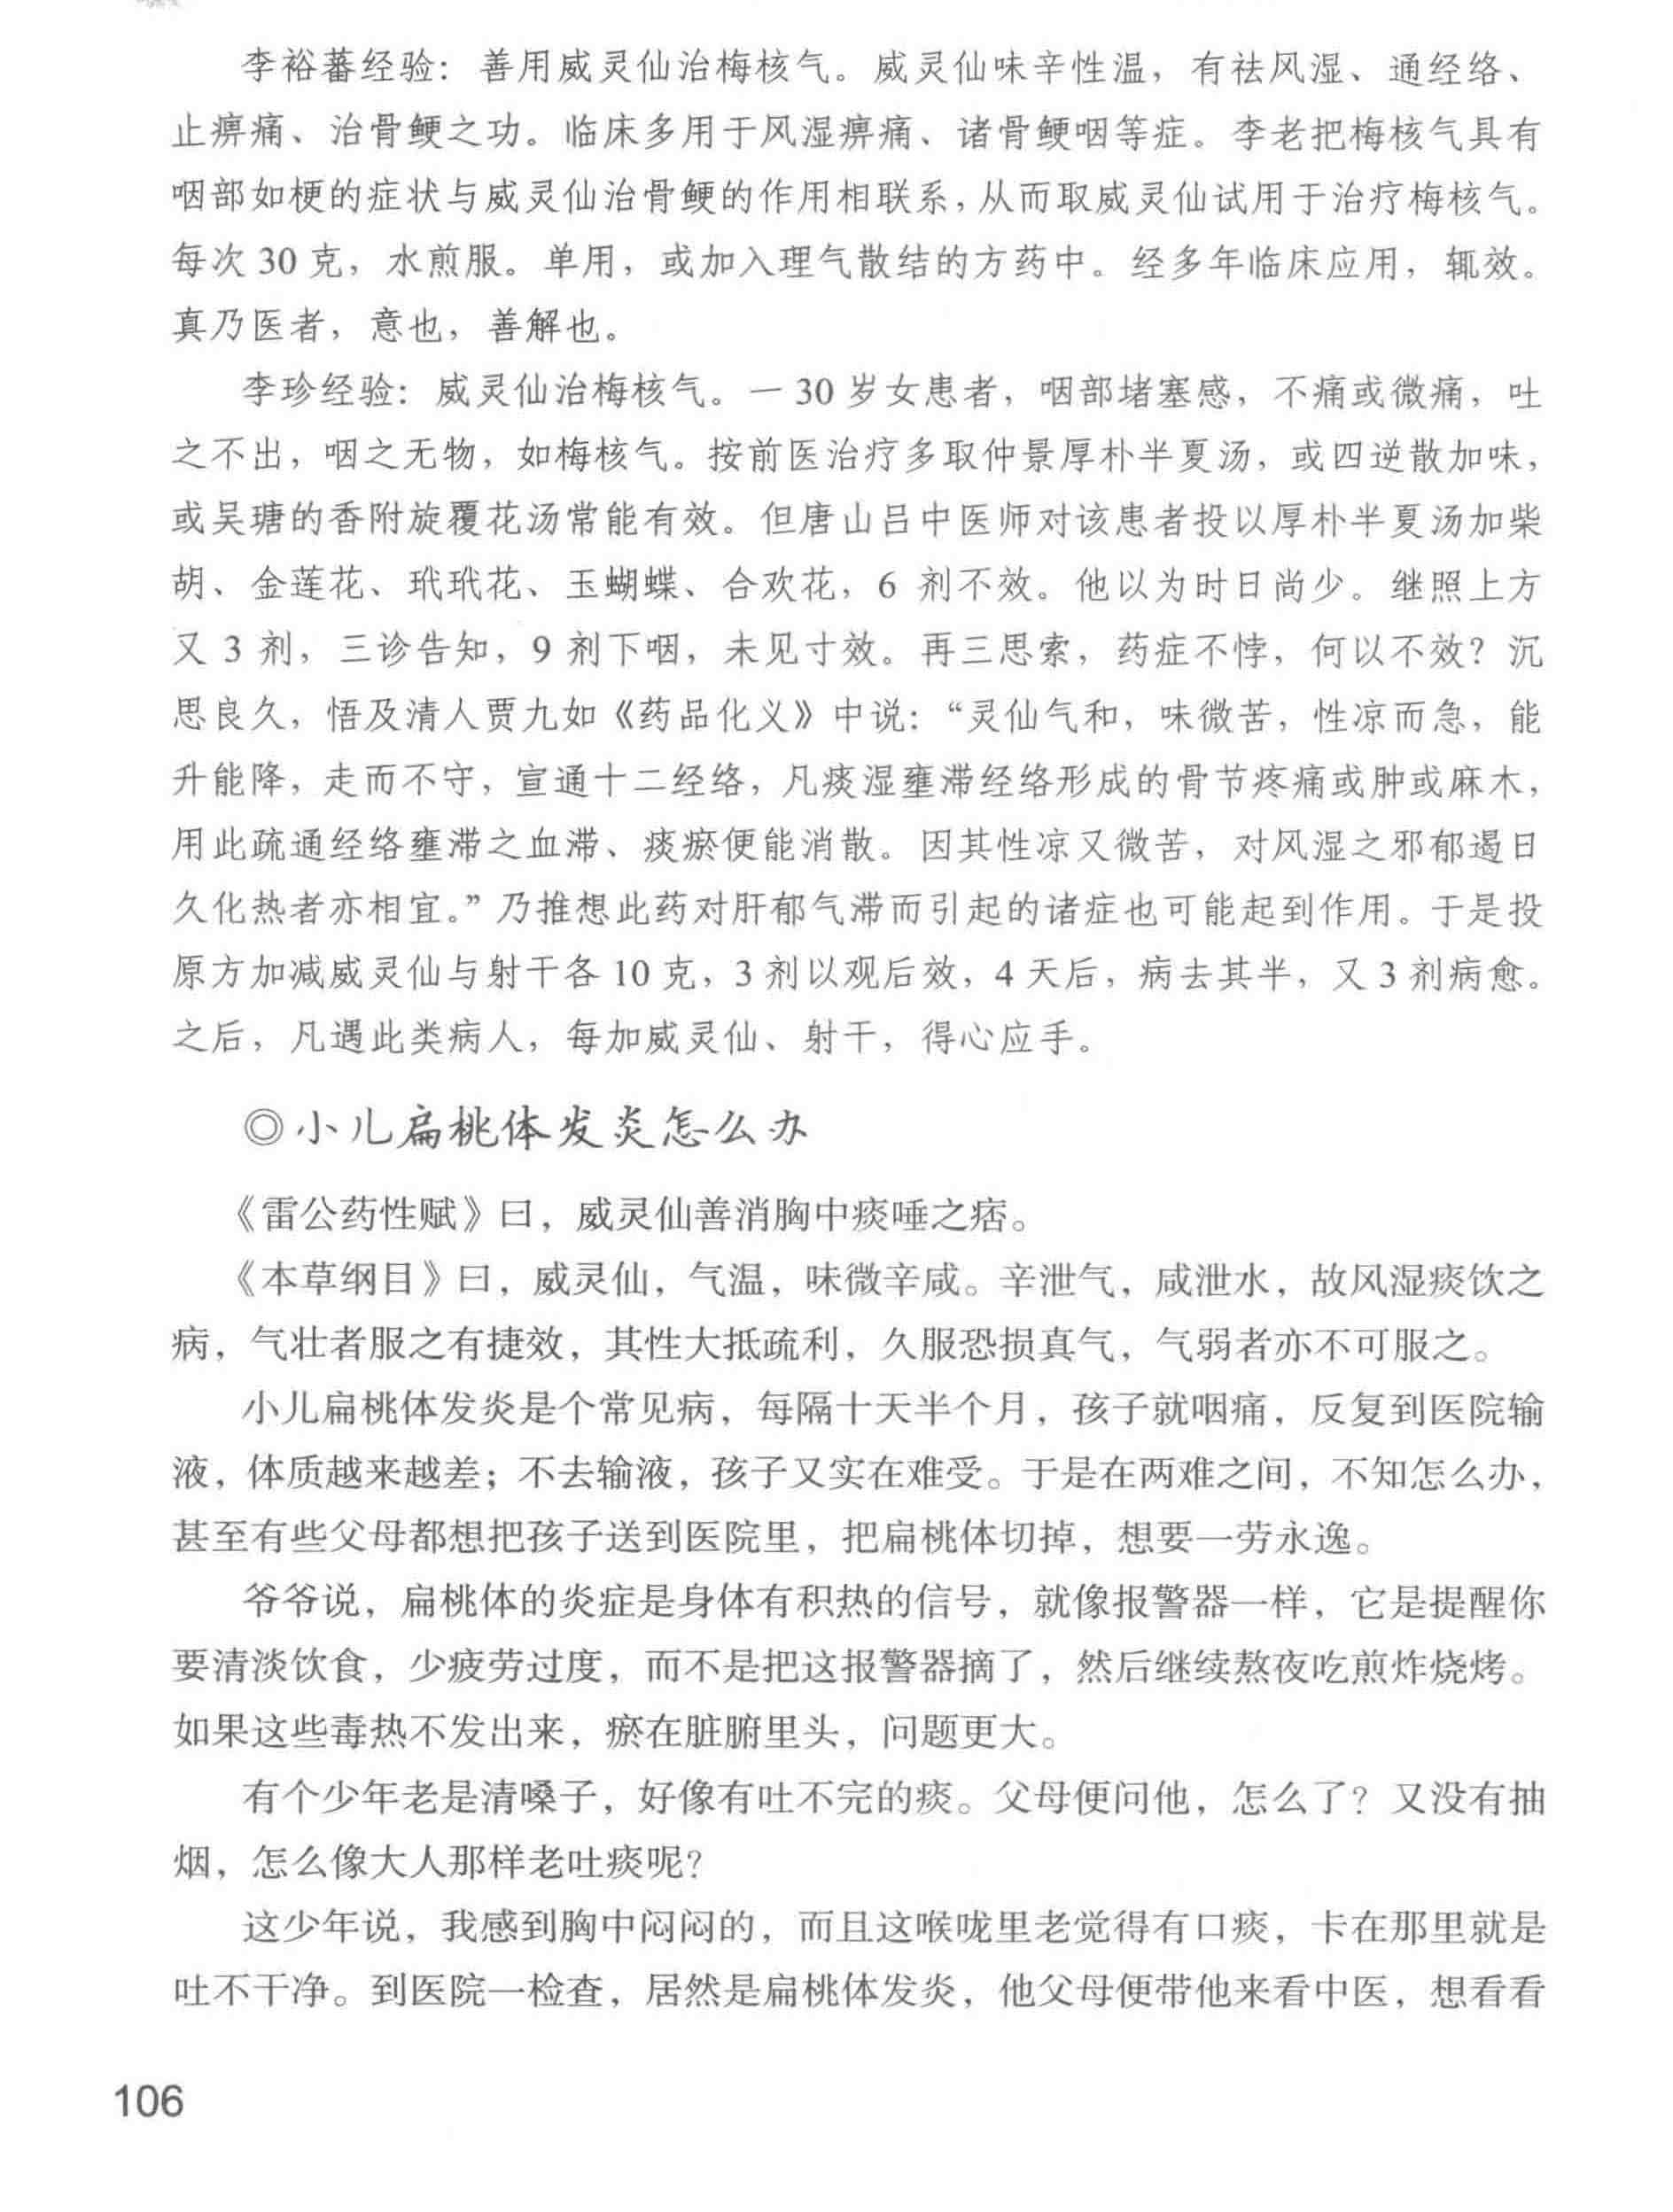 李裕蕃经验：善用威灵仙治梅核气。威灵仙味辛性温，有祛风湿、通经络、
止痹痛、治骨鲠之功。临床多用于风湿痹痛、诸骨鲠咽等症。李老把梅核气具有
咽部如梗的症状与威灵仙治骨鲠的作用相联系，从而取威灵仙试用于治疗梅核气。
每次 30 克，水煎服。单用，或加入理气散结的方药中。经多年临床应用，辄效。
真乃医者，意也，善解也。
李珍经验：威灵仙治梅核气。一 30 岁女患者，咽部堵塞感，不痛或微痛，吐
之不出，咽之无物，如梅核气。按前医治疗多取仲景厚朴半夏汤，或四逆散加味，
或吴瑭的香附旋覆花汤常能有效。但唐山吕中医师对该患者投以厚朴半夏汤加柴
胡、金莲花、玳玳花、玉蝴蝶、合欢花，6 剂不效。他以为时日尚少。继照上方
又 3 剂，三诊告知，9 剂下咽，未见寸效。再三思索，药症不悖，何以不效？沉
思良久，悟及清人贾九如《药品化义》中说：“灵仙气和，味微苦，性凉而急，能
升能降，走而不守，宣通十二经络，凡痰湿壅滞经络形成的骨节疼痛或肿或麻木，
用此疏通经络壅滞之血滞、痰瘀便能消散。因其性凉又微苦，对风湿之邪郁遏日
久化热者亦相宜。”乃推想此药对肝郁气滞而引起的诸症也可能起到作用。于是投
原方加减威灵仙与射干各 10 克，3 剂以观后效，4 天后，病去其半，又 3 剂病愈。
之后，凡遇此类病人，每加威灵仙、射干，得心应手。
◎小儿扁桃体发炎怎么办
《雷公药性赋》曰，威灵仙善消胸中痰唾之痞。
《本草纲目》曰，威灵仙，气温，味微辛咸。辛泄气，咸泄水，故风湿痰饮之
病，气壮者服之有捷效，其性大抵疏利，久服恐损真气，气弱者亦不可服之。
小儿扁桃体发炎是个常见病，每隔十天半个月，孩子就咽痛，反复到医院输
液，体质越来越差；不去输液，孩子又实在难受。于是在两难之间，不知怎么办，
甚至有些父母都想把孩子送到医院里，把扁桃体切掉，想要一劳永逸。
爷爷说，扁桃体的炎症是身体有积热的信号，就像报警器一样，它是提醒你
要清淡饮食，少疲劳过度，而不是把这报警器摘了，然后继续熬夜吃煎炸烧烤。
如果这些毒热不发出来，瘀在脏腑里头，问题更大。
有个少年老是清嗓子，好像有吐不完的痰。父母便问他，怎么了？又没有抽
烟，怎么像大人那样老吐痰呢？
这少年说，我感到胸中闷闷的，而且这喉咙里老觉得有口痰，卡在那里就是
吐不干净。到医院一检查，居然是扁桃体发炎，他父母便带他来看中医，想看看
106